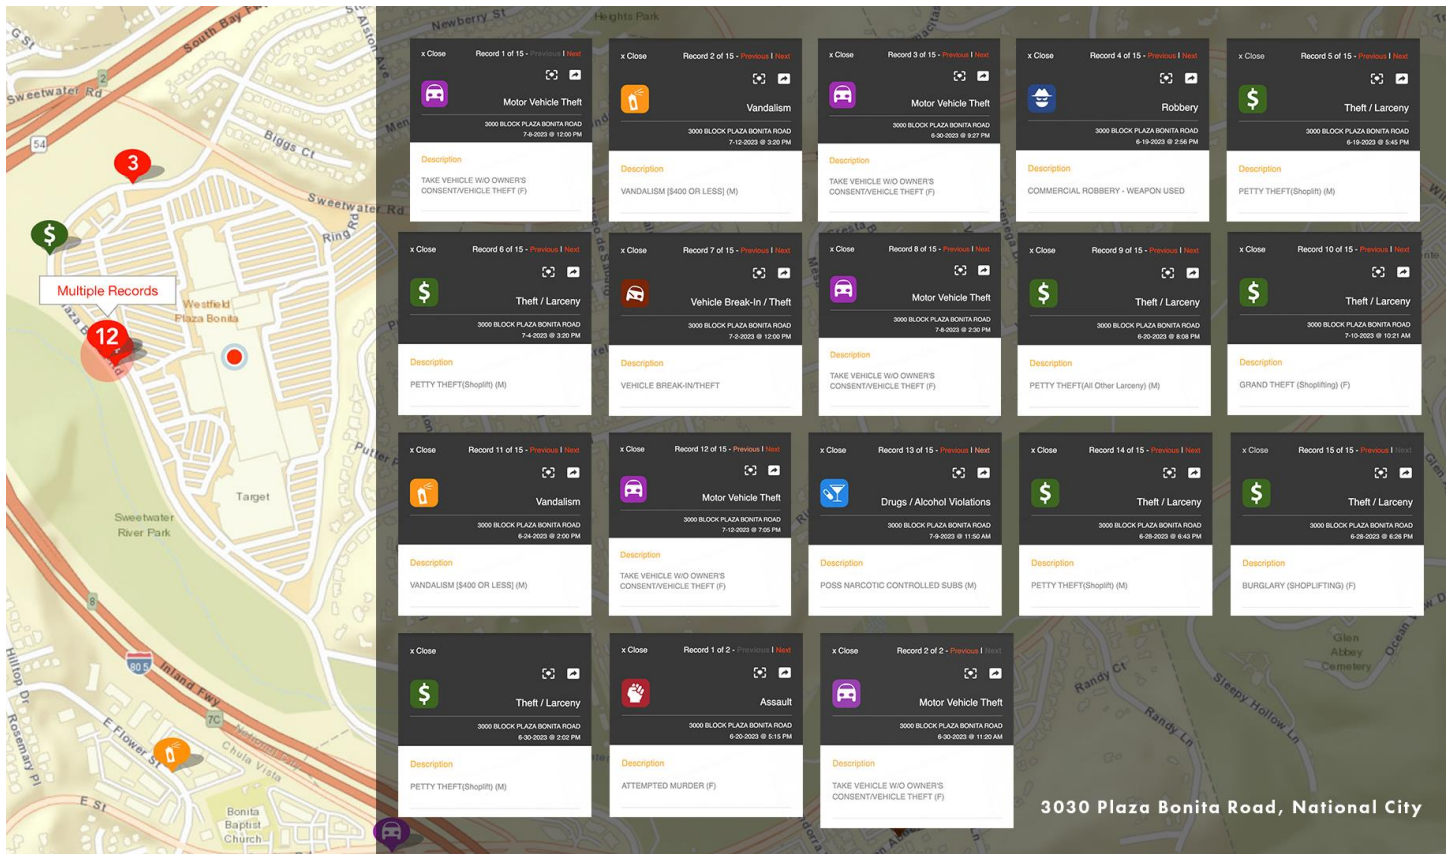 G St
South Bay Fwy
Alsion Ave
2
Sweetwater Rd
54
Biggs Ct
3
Sweetwater Rd
Ring Rd
$
Multiple Records
12
Westfield
Plaza Bonita
Target
Sweetwater
River Park
8
805
Inland Fwy
7C
Hilltop Dr
Rosemary Pl
E Flower St
Chula Vista
National City
E St
Bonita
Baptist
Church
Newberry St
Heights Park
x Close
Record 1 of 15 - Previous | Next
Motor Vehicle Theft
3000 BLOCK PLAZA BONITA ROAD
7-8-2023 @ 12:00 PM
Description
TAKE VEHICLE W/O OWNER'S
CONSENT/VEHICLE THEFT (F)
x Close
Record 2 of 15 - Previous | Next
Vandalism
3000 BLOCK PLAZA BONITA ROAD
7-12-2023 @ 3:20 PM
Description
VANDALISM [$400 OR LESS] (M)
x Close
Record 3 of 15 - Previous | Next
Motor Vehicle Theft
3000 BLOCK PLAZA BONITA ROAD
6-30-2023 @ 9:27 PM
Description
TAKE VEHICLE W/O OWNER'S
CONSENT/VEHICLE THEFT (F)
x Close
Record 4 of 15 - Previous | Next
Robbery
3000 BLOCK PLAZA BONITA ROAD
6-19-2023 @ 2:56 PM
Description
COMMERCIAL ROBBERY - WEAPON USED
x Close
Record 5 of 15 - Previous | Next
$
Theft / Larceny
3000 BLOCK PLAZA BONITA ROAD
6-19-2023 @ 5:45 PM
Description
PETTY THEFT(Shoplift) (M)
x Close
Record 6 of 15 - Previous | Next
$
Theft / Larceny
3000 BLOCK PLAZA BONITA ROAD
7-4-2023 @ 3:20 PM
Description
PETTY THEFT(Shoplift) (M)
x Close
Record 7 of 15 - Previous | Next
Vehicle Break-In / Theft
3000 BLOCK PLAZA BONITA ROAD
7-2-2023 @ 12:00 PM
Description
VEHICLE BREAK-IN/THEFT
x Close
Record 8 of 15 - Previous | Next
Motor Vehicle Theft
3000 BLOCK PLAZA BONITA ROAD
7-8-2023 @ 2:30 PM
Description
TAKE VEHICLE W/O OWNER'S
CONSENT/VEHICLE THEFT (F)
x Close
Record 9 of 15 - Previous | Next
$
Theft / Larceny
3000 BLOCK PLAZA BONITA ROAD
6-20-2023 @ 8:08 PM
Description
PETTY THEFT(All Other Larceny) (M)
x Close
Record 10 of 15 - Previous | Next
$
Theft / Larceny
3000 BLOCK PLAZA BONITA ROAD
7-10-2023 @ 10:21 AM
Description
GRAND THEFT (Shoplifting) (F)
x Close
Record 11 of 15 - Previous | Next
Vandalism
3000 BLOCK PLAZA BONITA ROAD
6-24-2023 @ 2:00 PM
Description
VANDALISM [$400 OR LESS] (M)
x Close
Record 12 of 15 - Previous | Next
Motor Vehicle Theft
3000 BLOCK PLAZA BONITA ROAD
7-12-2023 @ 7:05 PM
Description
TAKE VEHICLE W/O OWNER'S
CONSENT/VEHICLE THEFT (F)
x Close
Record 13 of 15 - Previous | Next
Drugs / Alcohol Violations
3000 BLOCK PLAZA BONITA ROAD
7-9-2023 @ 11:50 AM
Description
POSS NARCOTIC CONTROLLED SUBS (M)
x Close
Record 14 of 15 - Previous | Next
$
Theft / Larceny
3000 BLOCK PLAZA BONITA ROAD
6-28-2023 @ 6:43 PM
Description
PETTY THEFT(Shoplift) (M)
x Close
Record 15 of 15 - Previous | Next
$
Theft / Larceny
3000 BLOCK PLAZA BONITA ROAD
6-28-2023 @ 6:26 PM
Description
BURGLARY (SHOPLIFTING) (F)
x Close
$
Theft / Larceny
3000 BLOCK PLAZA BONITA ROAD
6-30-2023 @ 2:02 PM
Description
PETTY THEFT(Shoplift) (M)
x Close
Record 1 of 2 - Previous | Next
Assault
3000 BLOCK PLAZA BONITA ROAD
6-20-2023 @ 5:15 PM
Description
ATTEMPTED MURDER (F)
x Close
Record 2 of 2 - Previous | Next
Motor Vehicle Theft
3000 BLOCK PLAZA BONITA ROAD
6-30-2023 @ 11:20 AM
Description
TAKE VEHICLE W/O OWNER'S
CONSENT/VEHICLE THEFT (F)
Glen
Abbey
Cemetery
Randy Ct
Randy Ln
Sleepy Hollow Ln
3030 Plaza Bonita Road, National City